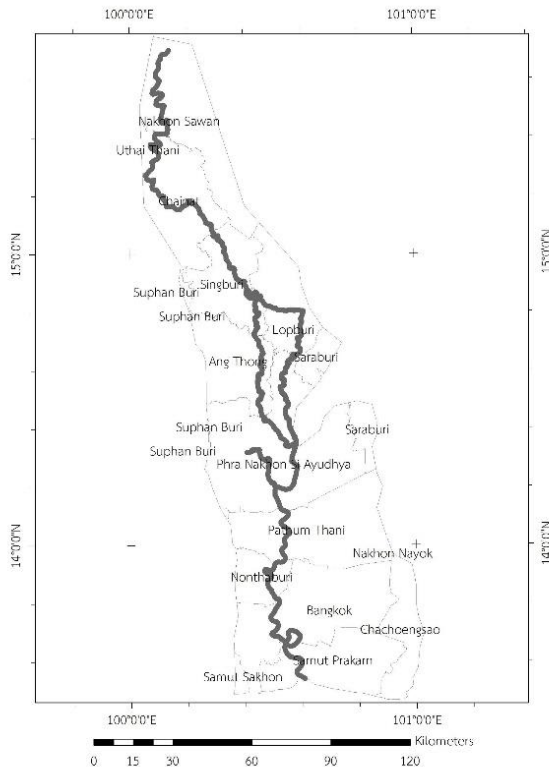 100°0'0"E 101°0'0"E
Nakhon Sawan
Uthai Thani
Chainat
15°0'0"N 15°0'0"N
Singburi
Suphan Buri
Suphan Buri
Lopburi
Ang Thong Saraburi
Suphan Buri Saraburi
Suphan Buri
Phra Nakhon Si Ayudhya
Pathum Thani
14°0'0"N 14°0'0"N
Nakhon Nayok
Nonthaburi
Bangkok
Chachoengsao
Samut Prakarn
Samut Sakhon
100°0'0"E 101°0'0"E
Kilometers
0 15 30 60 90 120